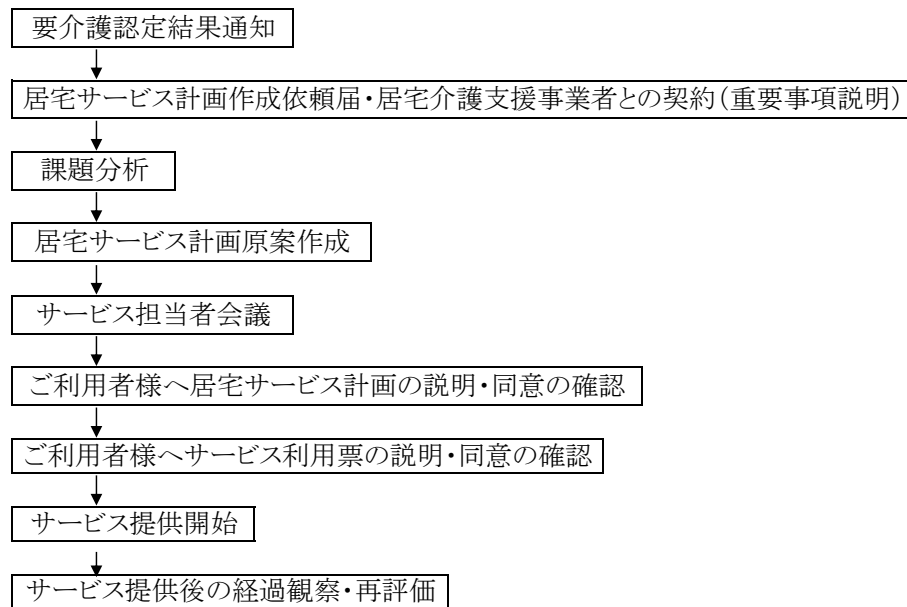 要介護認定結果通知
居宅サービス計画作成依頼届・居宅介護支援事業者との契約(重要事項説明)
課題分析
居宅サービス計画原案作成
サービス担当者会議
ご利用者様へ居宅サービス計画の説明・同意の確認
ご利用者様へサービス利用票の説明・同意の確認
サービス提供開始
サービス提供後の経過観察・再評価